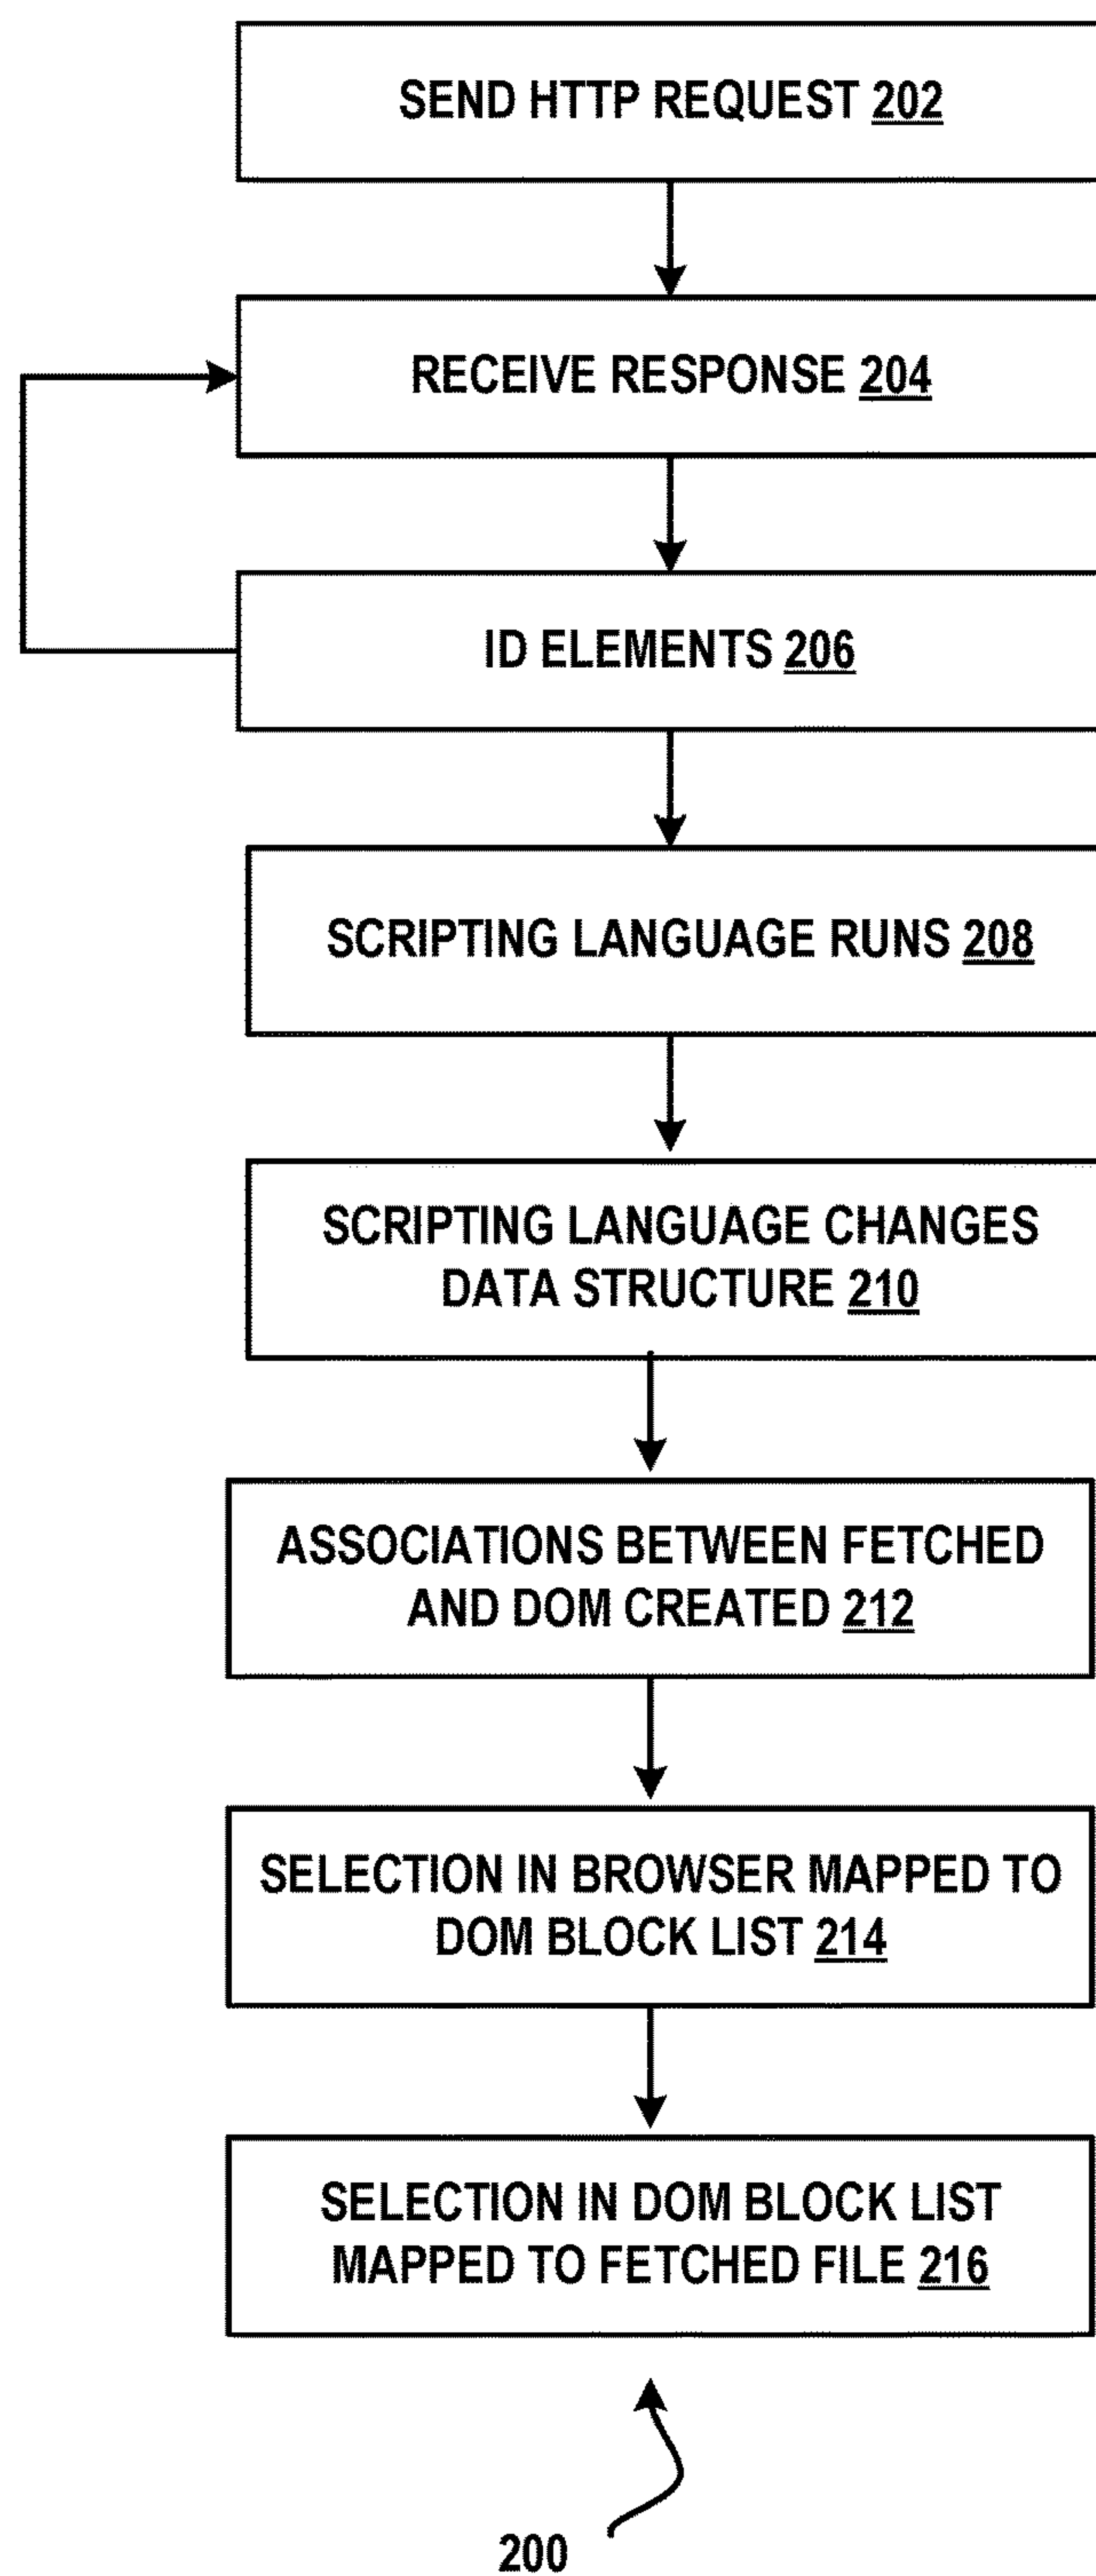 SEND HTTP REQUEST 202
RECEIVE RESPONSE 204
ID ELEMENTS 206
SCRIPTING LANGUAGE RUNS 208
SCRIPTING LANGUAGE CHANGES
DATA STRUCTURE 210
ASSOCIATIONS BETWEEN FETCHED
AND DOM CREATED 212
SELECTION IN BROWSER MAPPED TO
DOM BLOCK LIST 214
SELECTION IN DOM BLOCK LIST
MAPPED TO FETCHED FILE 216
200